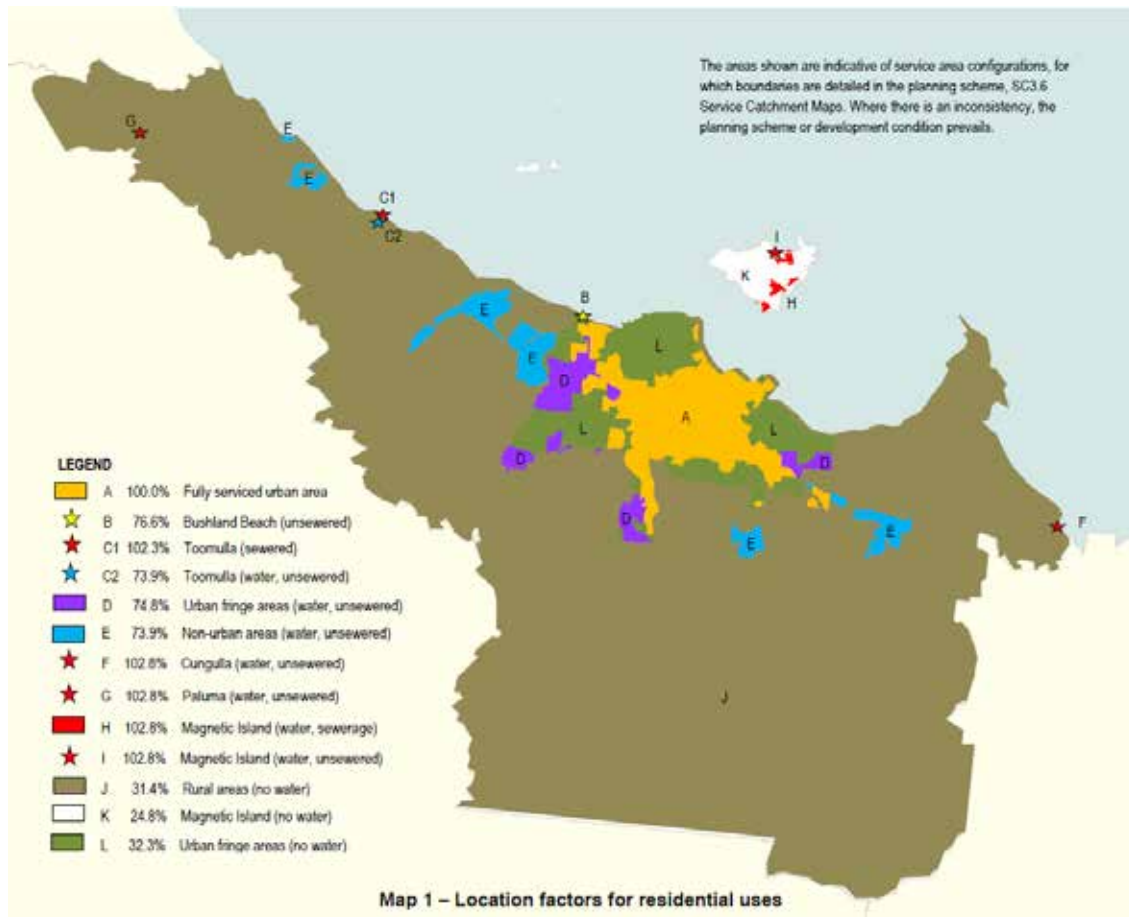 The areas shown are indicative of service area configurations, for
which boundaries are detailed in the planning scheme, SC3.6
Service Catchment Maps. Where there is an inconsistency, the
planning scheme or development condition prevails.
G
E
E
C1
C2
I
K
H
B
E
E
L
D
A
L
L
D
D
D
E
E
F
J
LEGEND
A 100.0% Fully serviced urban area
B 76.6% Bushland Beach (unsewered)
C1 102.3% Toomulla (sewered)
C2 73.9% Toomulla (water, unsewered)
D 74.8% Urban fringe areas (water, unsewered)
E 73.9% Non-urban areas (water, unsewered)
F 102.8% Cungulla (water, unsewered)
G 102.8% Paluma (water, unsewered)
H 102.8% Magnetic Island (water, sewerage)
I 102.8% Magnetic Island (water, unsewered)
J 31.4% Rural areas (no water)
K 24.8% Magnetic Island (no water)
L 32.3% Urban fringe areas (no water)
Map 1 – Location factors for residential uses